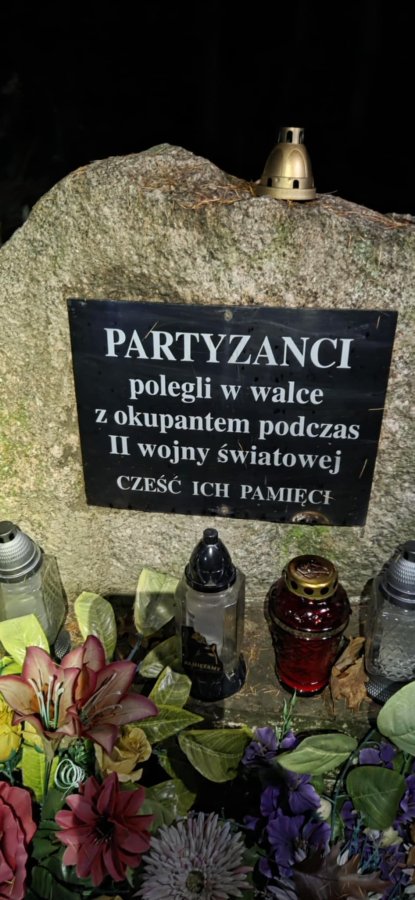 PARTYZANCI
polegli w walce
z okupantem podczas
II wojny światowej
CZEŚĆ ICH PAMIĘCI